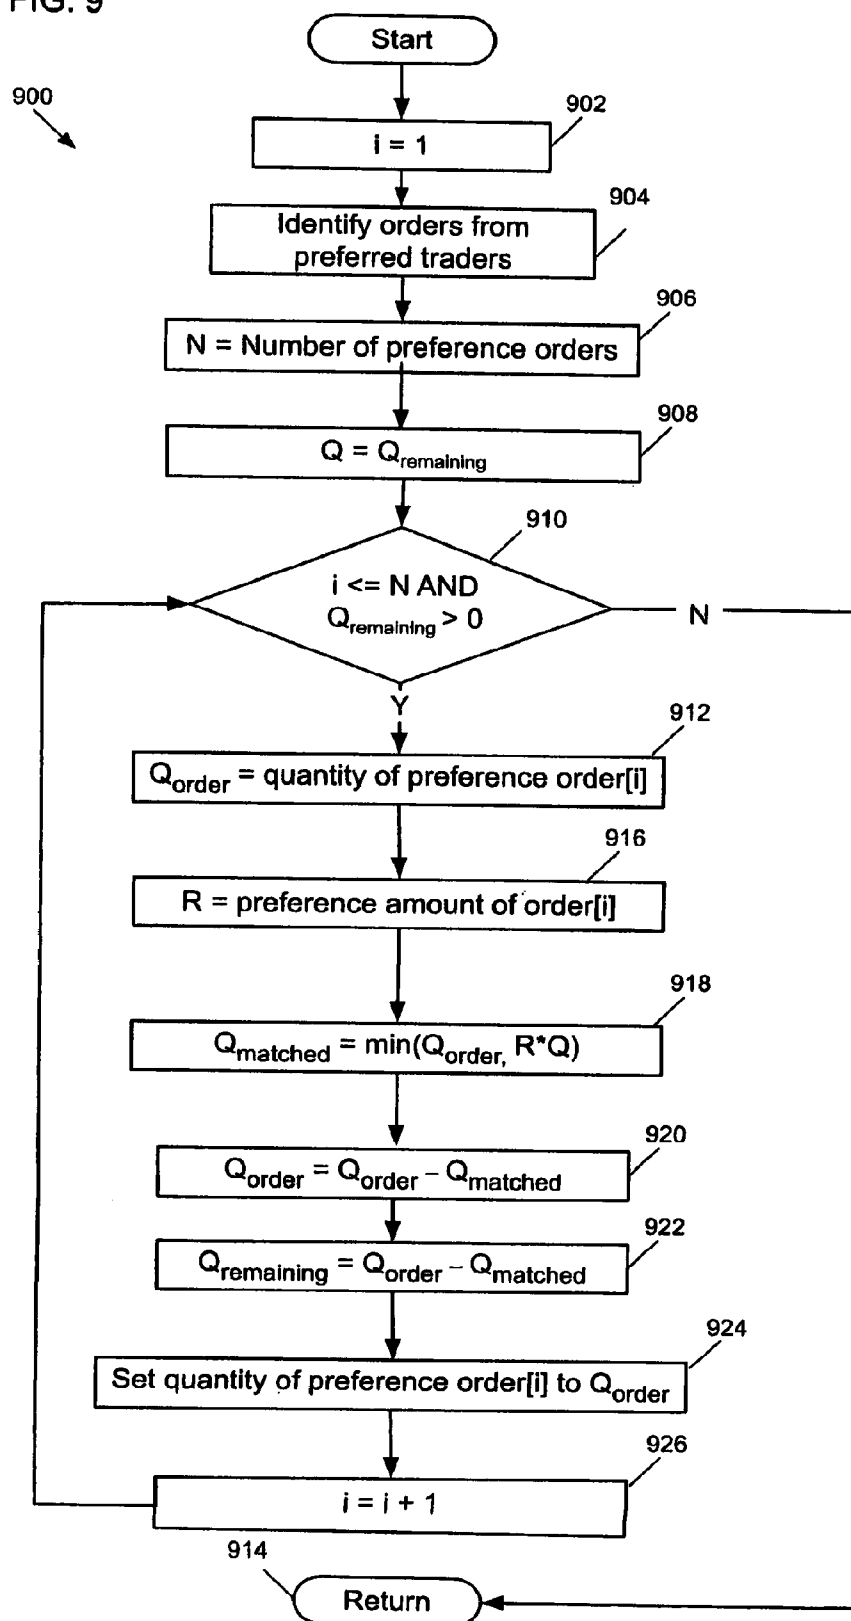 FIG. 9
Start
900
902
i = 1
904
Identify orders from
preferred traders
906
N = Number of preference orders
908
Q = Qremaining
910
i <= N AND
Qremaining > 0
N
Y
912
Qorder = quantity of preference order[i]
916
R = preference amount of order[i]
918
Qmatched = min(Qorder, R*Q)
920
Qorder = Qorder – Qmatched
922
Qremaining = Qorder – Qmatched
924
Set quantity of preference order[i] to Qorder
926
i = i + 1
914
Return